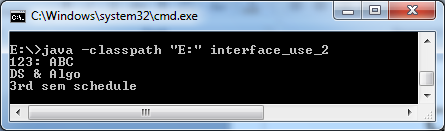 C:\Windows\system32\cmd.exe
E:\>java -classpath "E:" interface_use_2
123: ABC
DS & Algo
3rd sem schedule